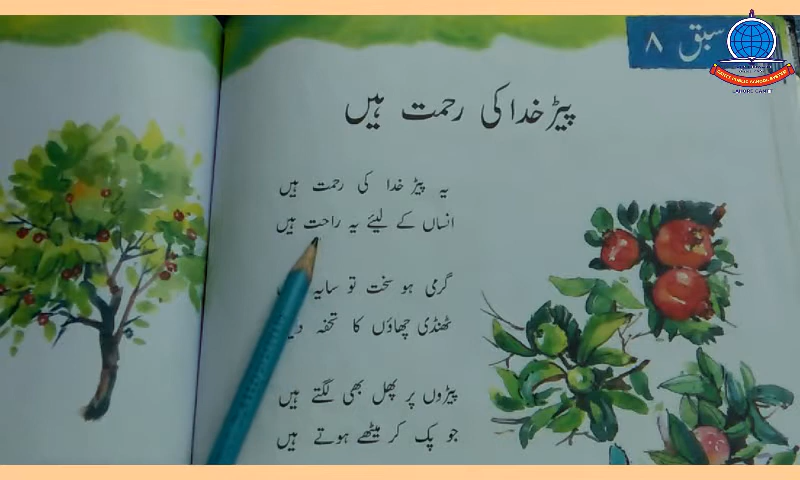 سبق ۸
پیڑ خدا کی رحمت ہیں
یہ پیڑ خدا کی رحمت ہیں
انساں کے لیئے یہ راحت ہیں
گرمی ہو سخت تو سایہ
ٹھنڈی چھاؤں کا تحفہ
پیڑوں پر پھل بھی لگتے ہیں
جو پک کر میٹھے ہوتے ہیں
LAHORE CANTT